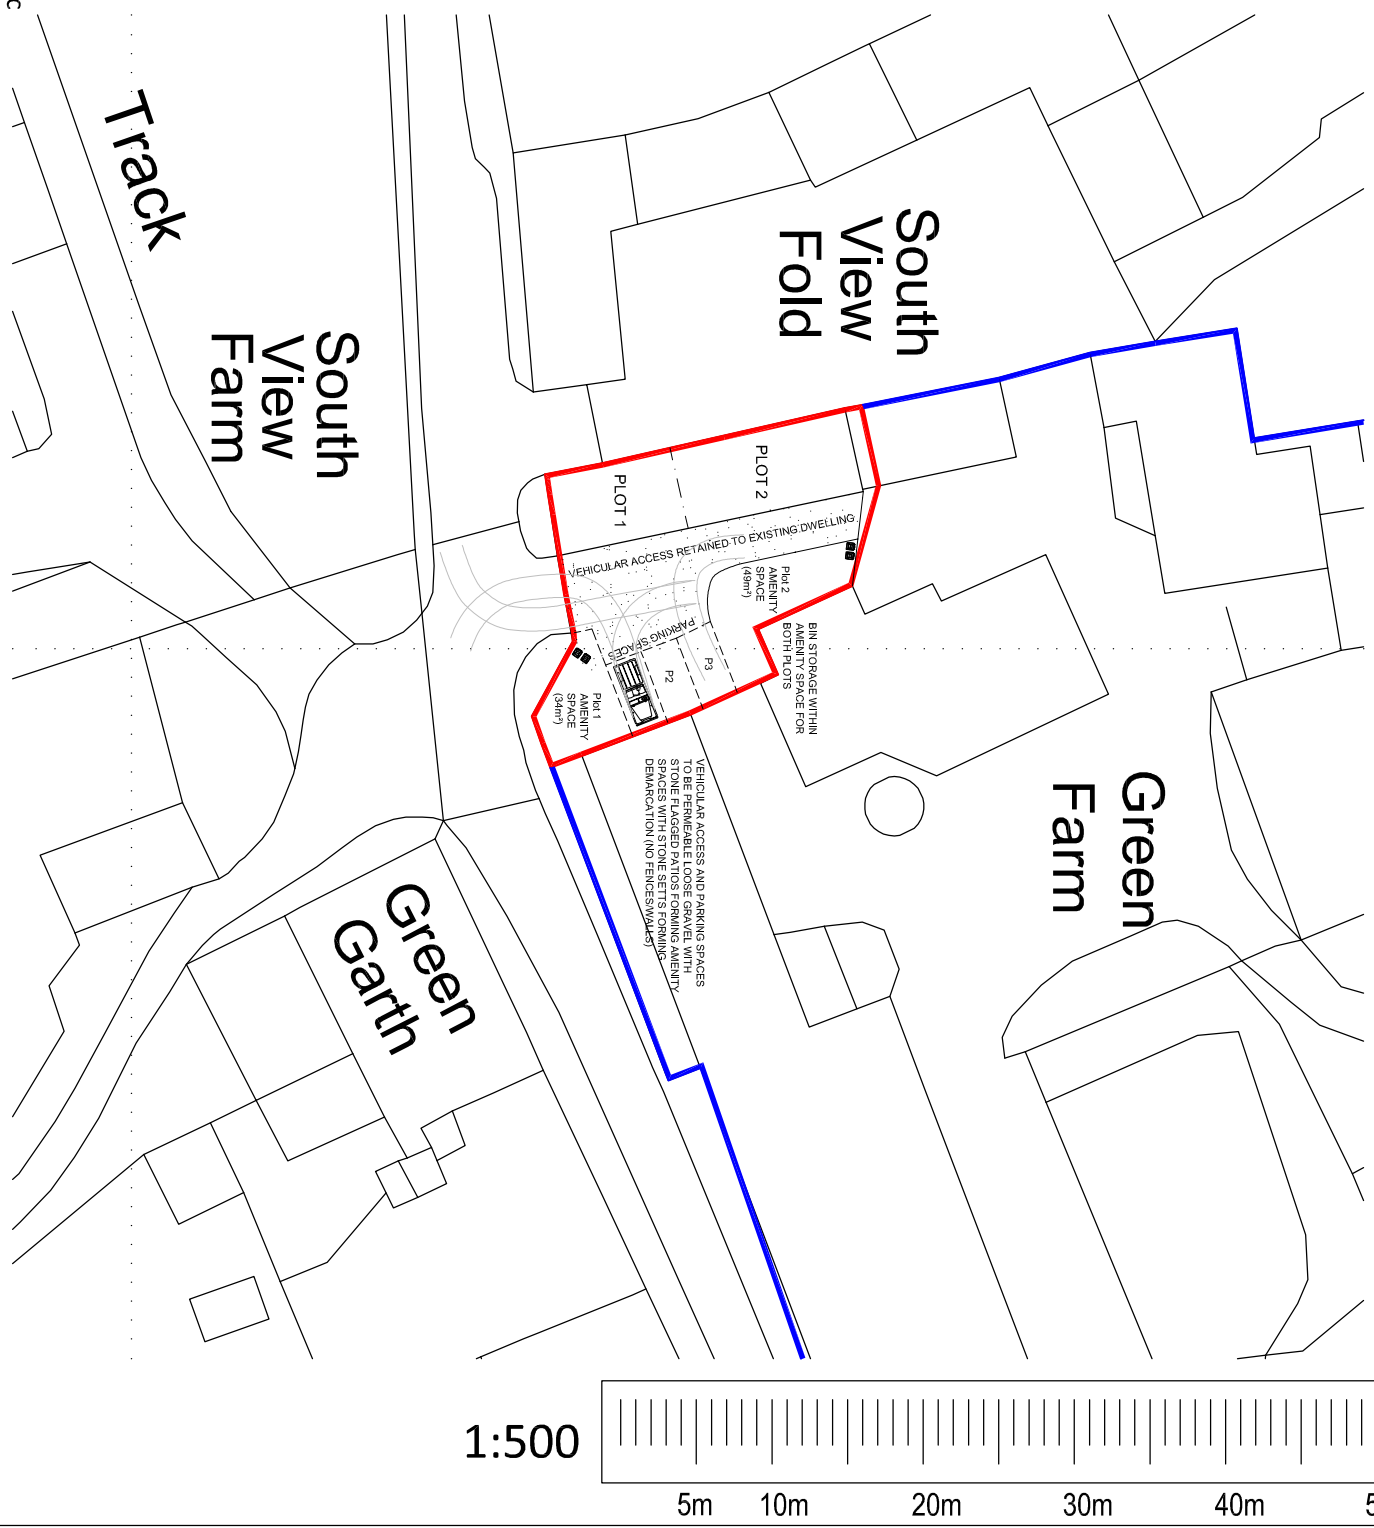 c
Track
South
View
Farm
South
View
Fold
PLOT 1
PLOT 2
VEHICULAR ACCESS RETAINED TO EXISTING DWELLING
Plot 2
AMENITY
SPACE
(49m²)
PARKING SPACES
P2
P3
Plot 1
AMENITY
SPACE
(34m²)
BIN STORAGE WITHIN
AMENITY SPACE FOR
BOTH PLOTS
VEHICULAR ACCESS AND PARKING SPACES
TO BE PERMEABLE LOOSE GRAVEL WITH
STONE FLAGGED PATIOS FORMING AMENITY
SPACES WITH STONE SETTS FORMING
DEMARCATION (NO FENCES/WALLS)
Green
Farm
Green
Garth
1:500
5m 10m 20m 30m 40m 5